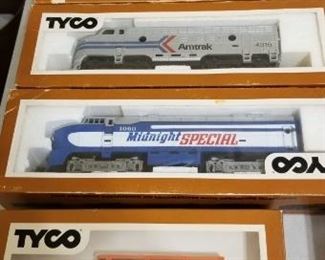 TYCO
Amtrak
4316
1060
Midnight SPECIAL
TYCO
TYCO